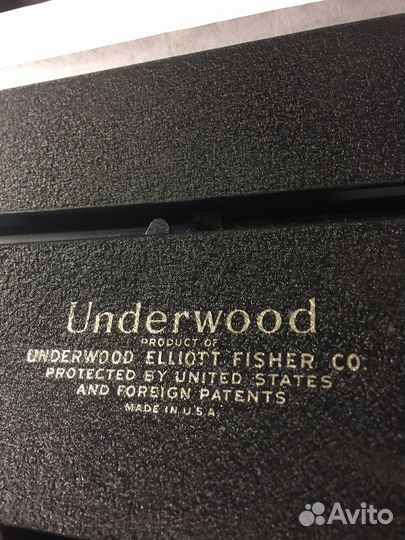 Underwood
PRODUCT OF
UNDERWOOD ELLIOTT FISHER CO.
PROTECTED BY UNITED STATES
AND FOREIGN PATENTS
MADE IN U.S.A.
Avito